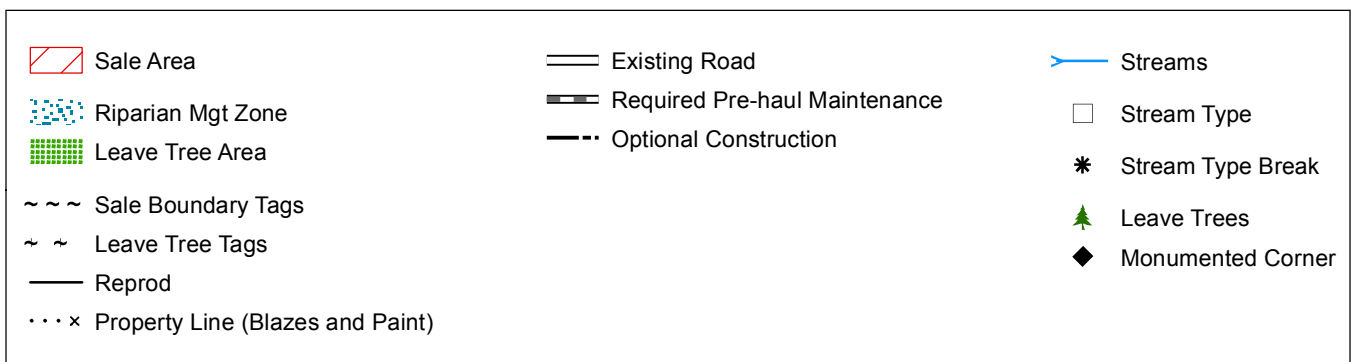 Sale Area
Riparian Mgt Zone
Leave Tree Area
Sale Boundary Tags
Leave Tree Tags
Reprod
Property Line (Blazes and Paint)
Existing Road
Required Pre-haul Maintenance
Optional Construction
Streams
Stream Type
Stream Type Break
Leave Trees
Monumented Corner